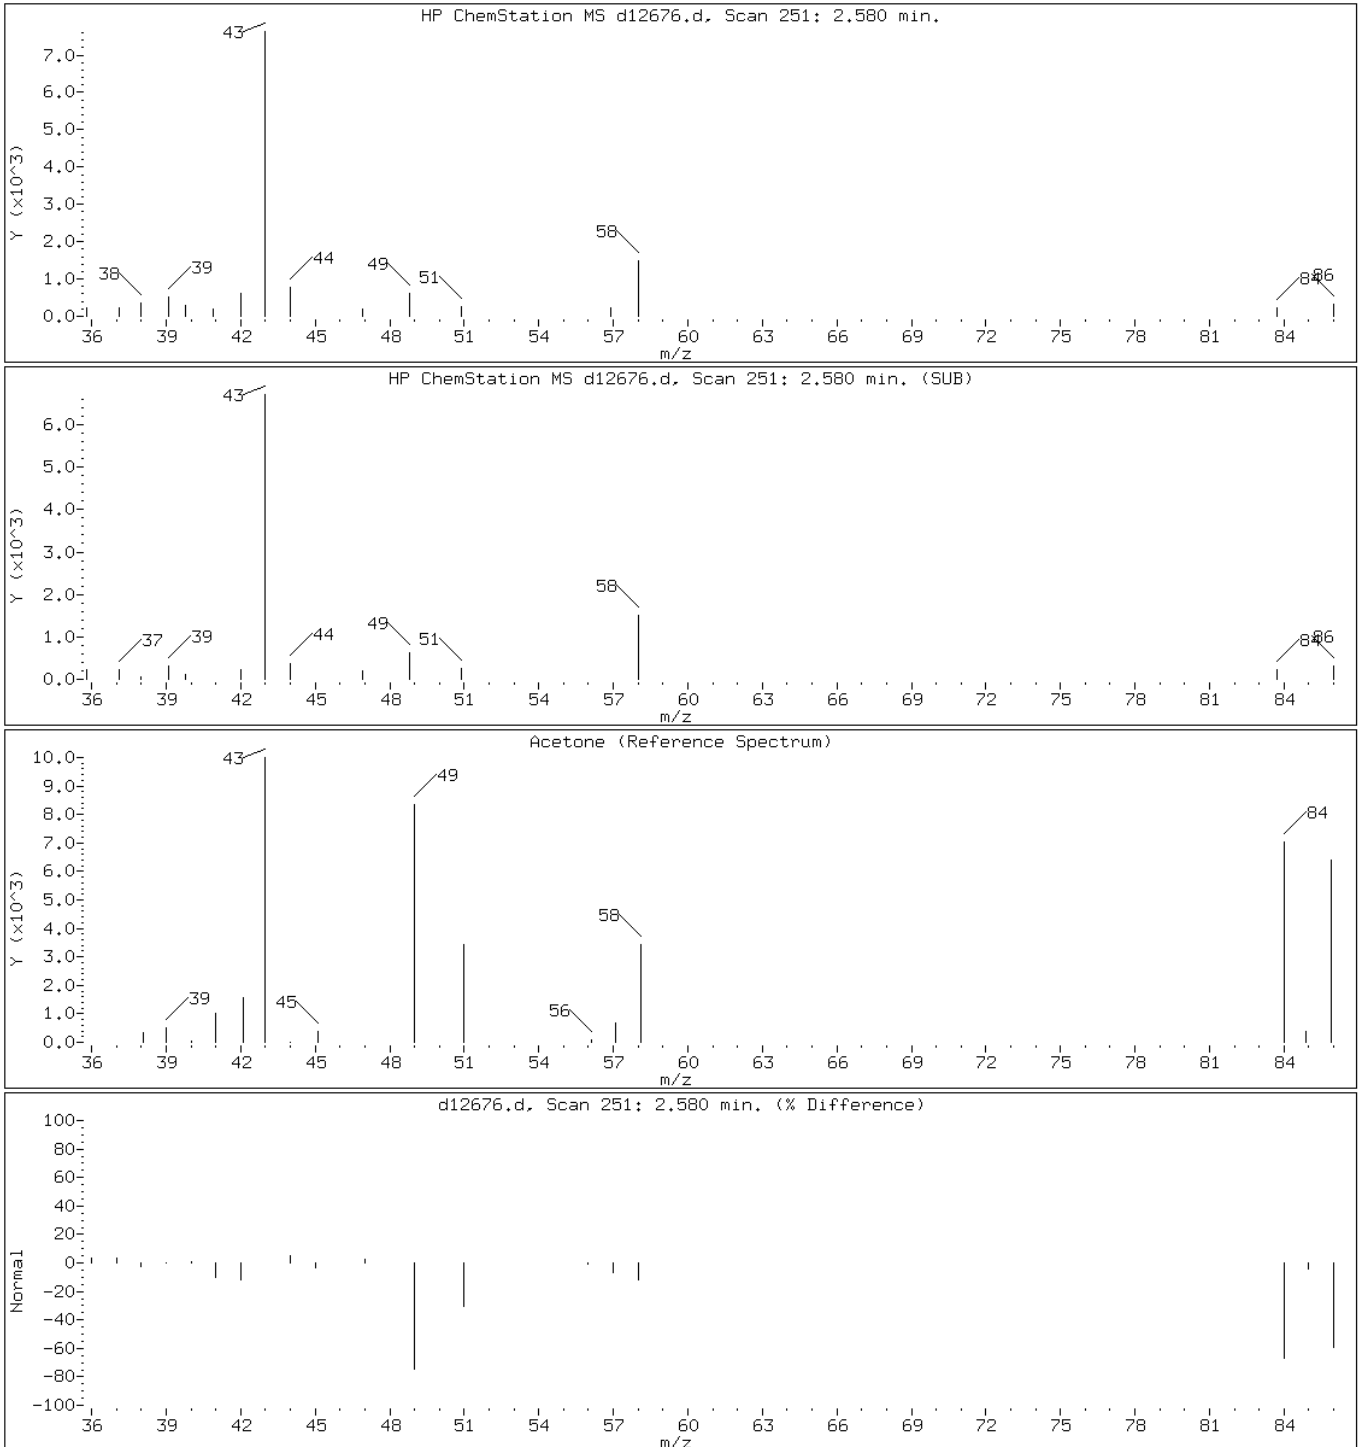 HP ChemStation MS d12676.d, Scan 251: 2.580 min.
43
7.0
6.0
5.0
4.0
3.0
2.0
1.0
0.0
Y (x10^3)
38 39 44 49 51 58 84 86
36 39 42 45 48 51 54 57 60 63 66 69 72 75 78 81 84
m/z
HP ChemStation MS d12676.d, Scan 251: 2.580 min. (SUB)
43
6.0
5.0
4.0
3.0
2.0
1.0
0.0
Y (x10^3)
37 39 44 49 51 58 84 86
36 39 42 45 48 51 54 57 60 63 66 69 72 75 78 81 84
m/z
Acetone (Reference Spectrum)
10.0
9.0
8.0
7.0
6.0
5.0
4.0
3.0
2.0
1.0
0.0
Y (x10^3)
43 49 84 58 39 45 56
36 39 42 45 48 51 54 57 60 63 66 69 72 75 78 81 84
m/z
d12676.d, Scan 251: 2.580 min. (% Difference)
100
80
60
40
20
0
-20
-40
-60
-80
-100
Normal
36 39 42 45 48 51 54 57 60 63 66 69 72 75 78 81 84
m/z